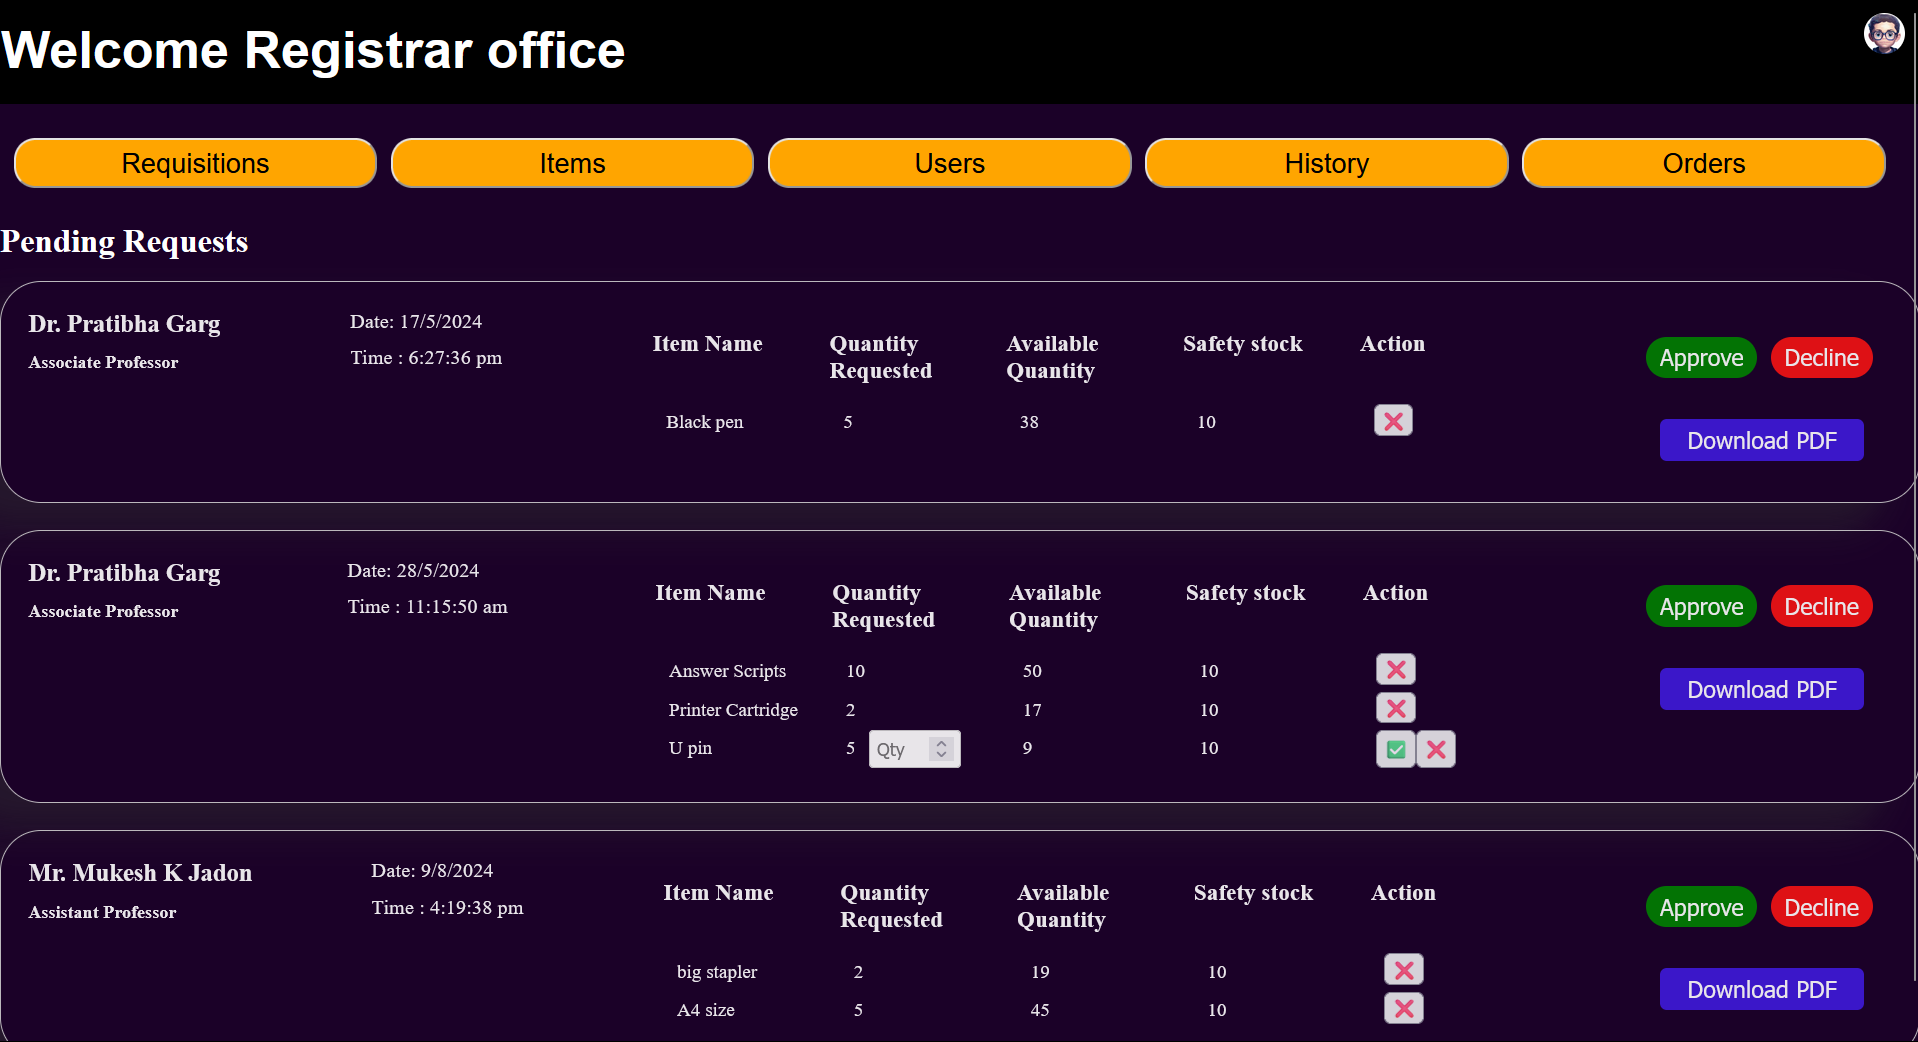 Welcome Registrar office
Requisitions Items Users History Orders
Pending Requests
Dr. Pratibha Garg
Associate Professor
Date: 17/5/2024
Time : 6:27:36 pm
Item Name Quantity Requested Available Quantity Safety stock Action
Black pen 5 38 10
Approve Decline
Download PDF
Dr. Pratibha Garg
Associate Professor
Date: 28/5/2024
Time : 11:15:50 am
Item Name Quantity Requested Available Quantity Safety stock Action
Answer Scripts 10 50 10
Printer Cartridge 2 17 10
U pin 5 Qty 9 10
Approve Decline
Download PDF
Mr. Mukesh K Jadon
Assistant Professor
Date: 9/8/2024
Time : 4:19:38 pm
Item Name Quantity Requested Available Quantity Safety stock Action
big stapler 2 19 10
A4 size 5 45 10
Approve Decline
Download PDF